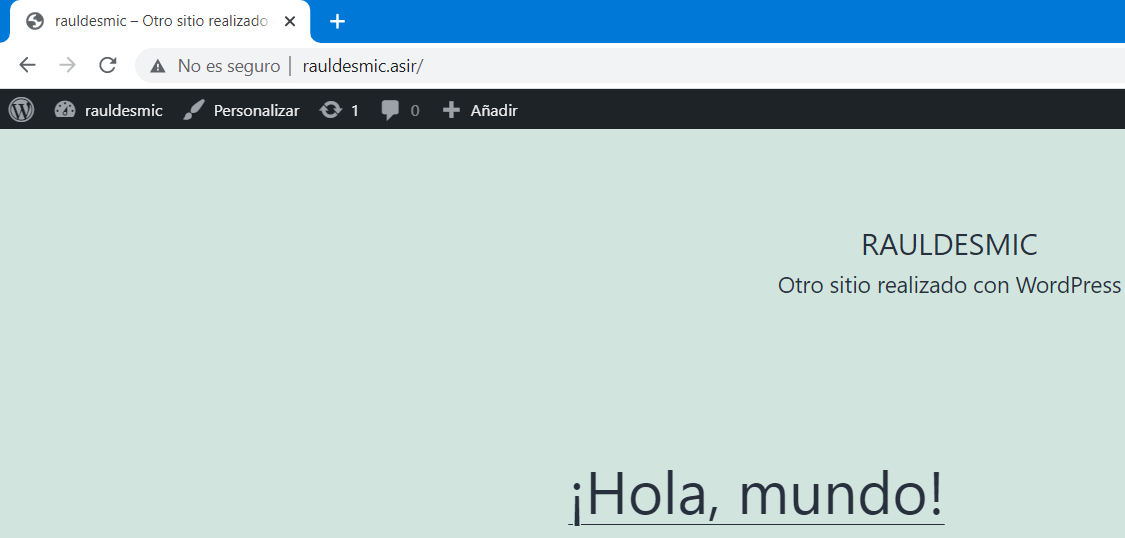 rauldesmic – Otro sitio realizado
No es seguro | rauldesmic.asir/
rauldesmic Personalizar 1 0 Añadir
RAULDESMIC
Otro sitio realizado con WordPress
¡Hola, mundo!